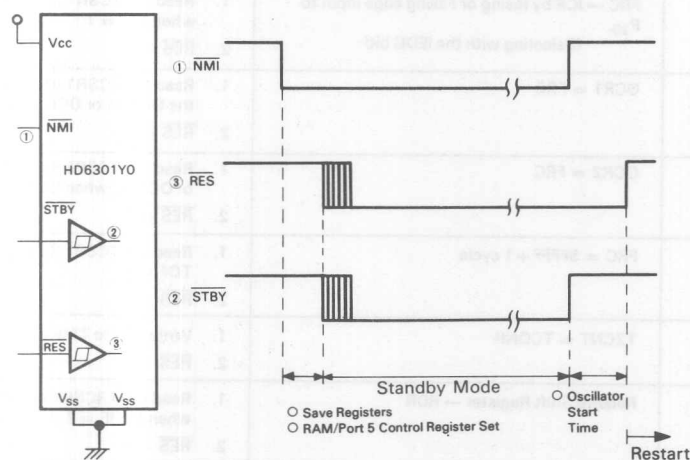 Vcc
NMI
①
HD6301Y0
STBY
②
RES
③
Vss Vss
① NMI
③ RES
② STBY
Standby Mode
○ Save Registers
○ RAM/Port 5 Control Register Set
○ Oscillator
Start
Time
Restart